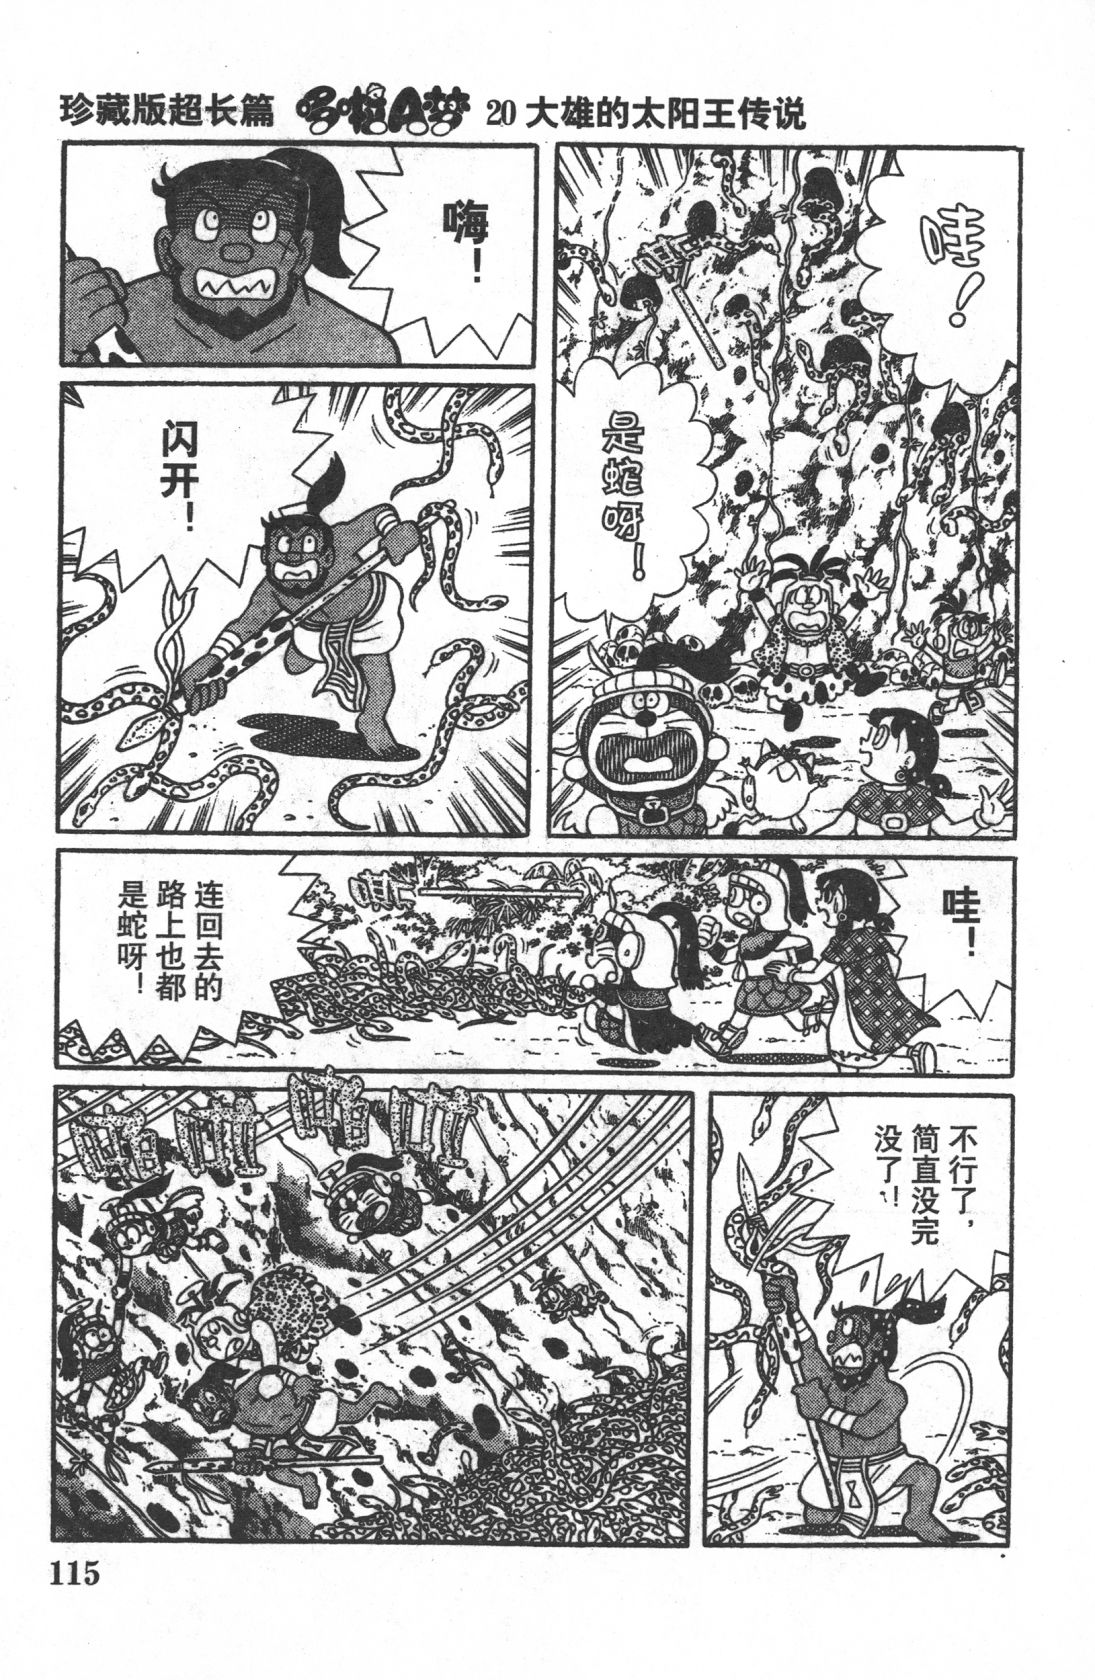 珍藏版超长篇 哆啦A梦 20 大雄的太阳王传说
哇！
是蛇呀！
嗨！
闪开！
哇！
哇
连回去的
路上也都
是蛇呀！
不行了，
简直没完
没了！
115